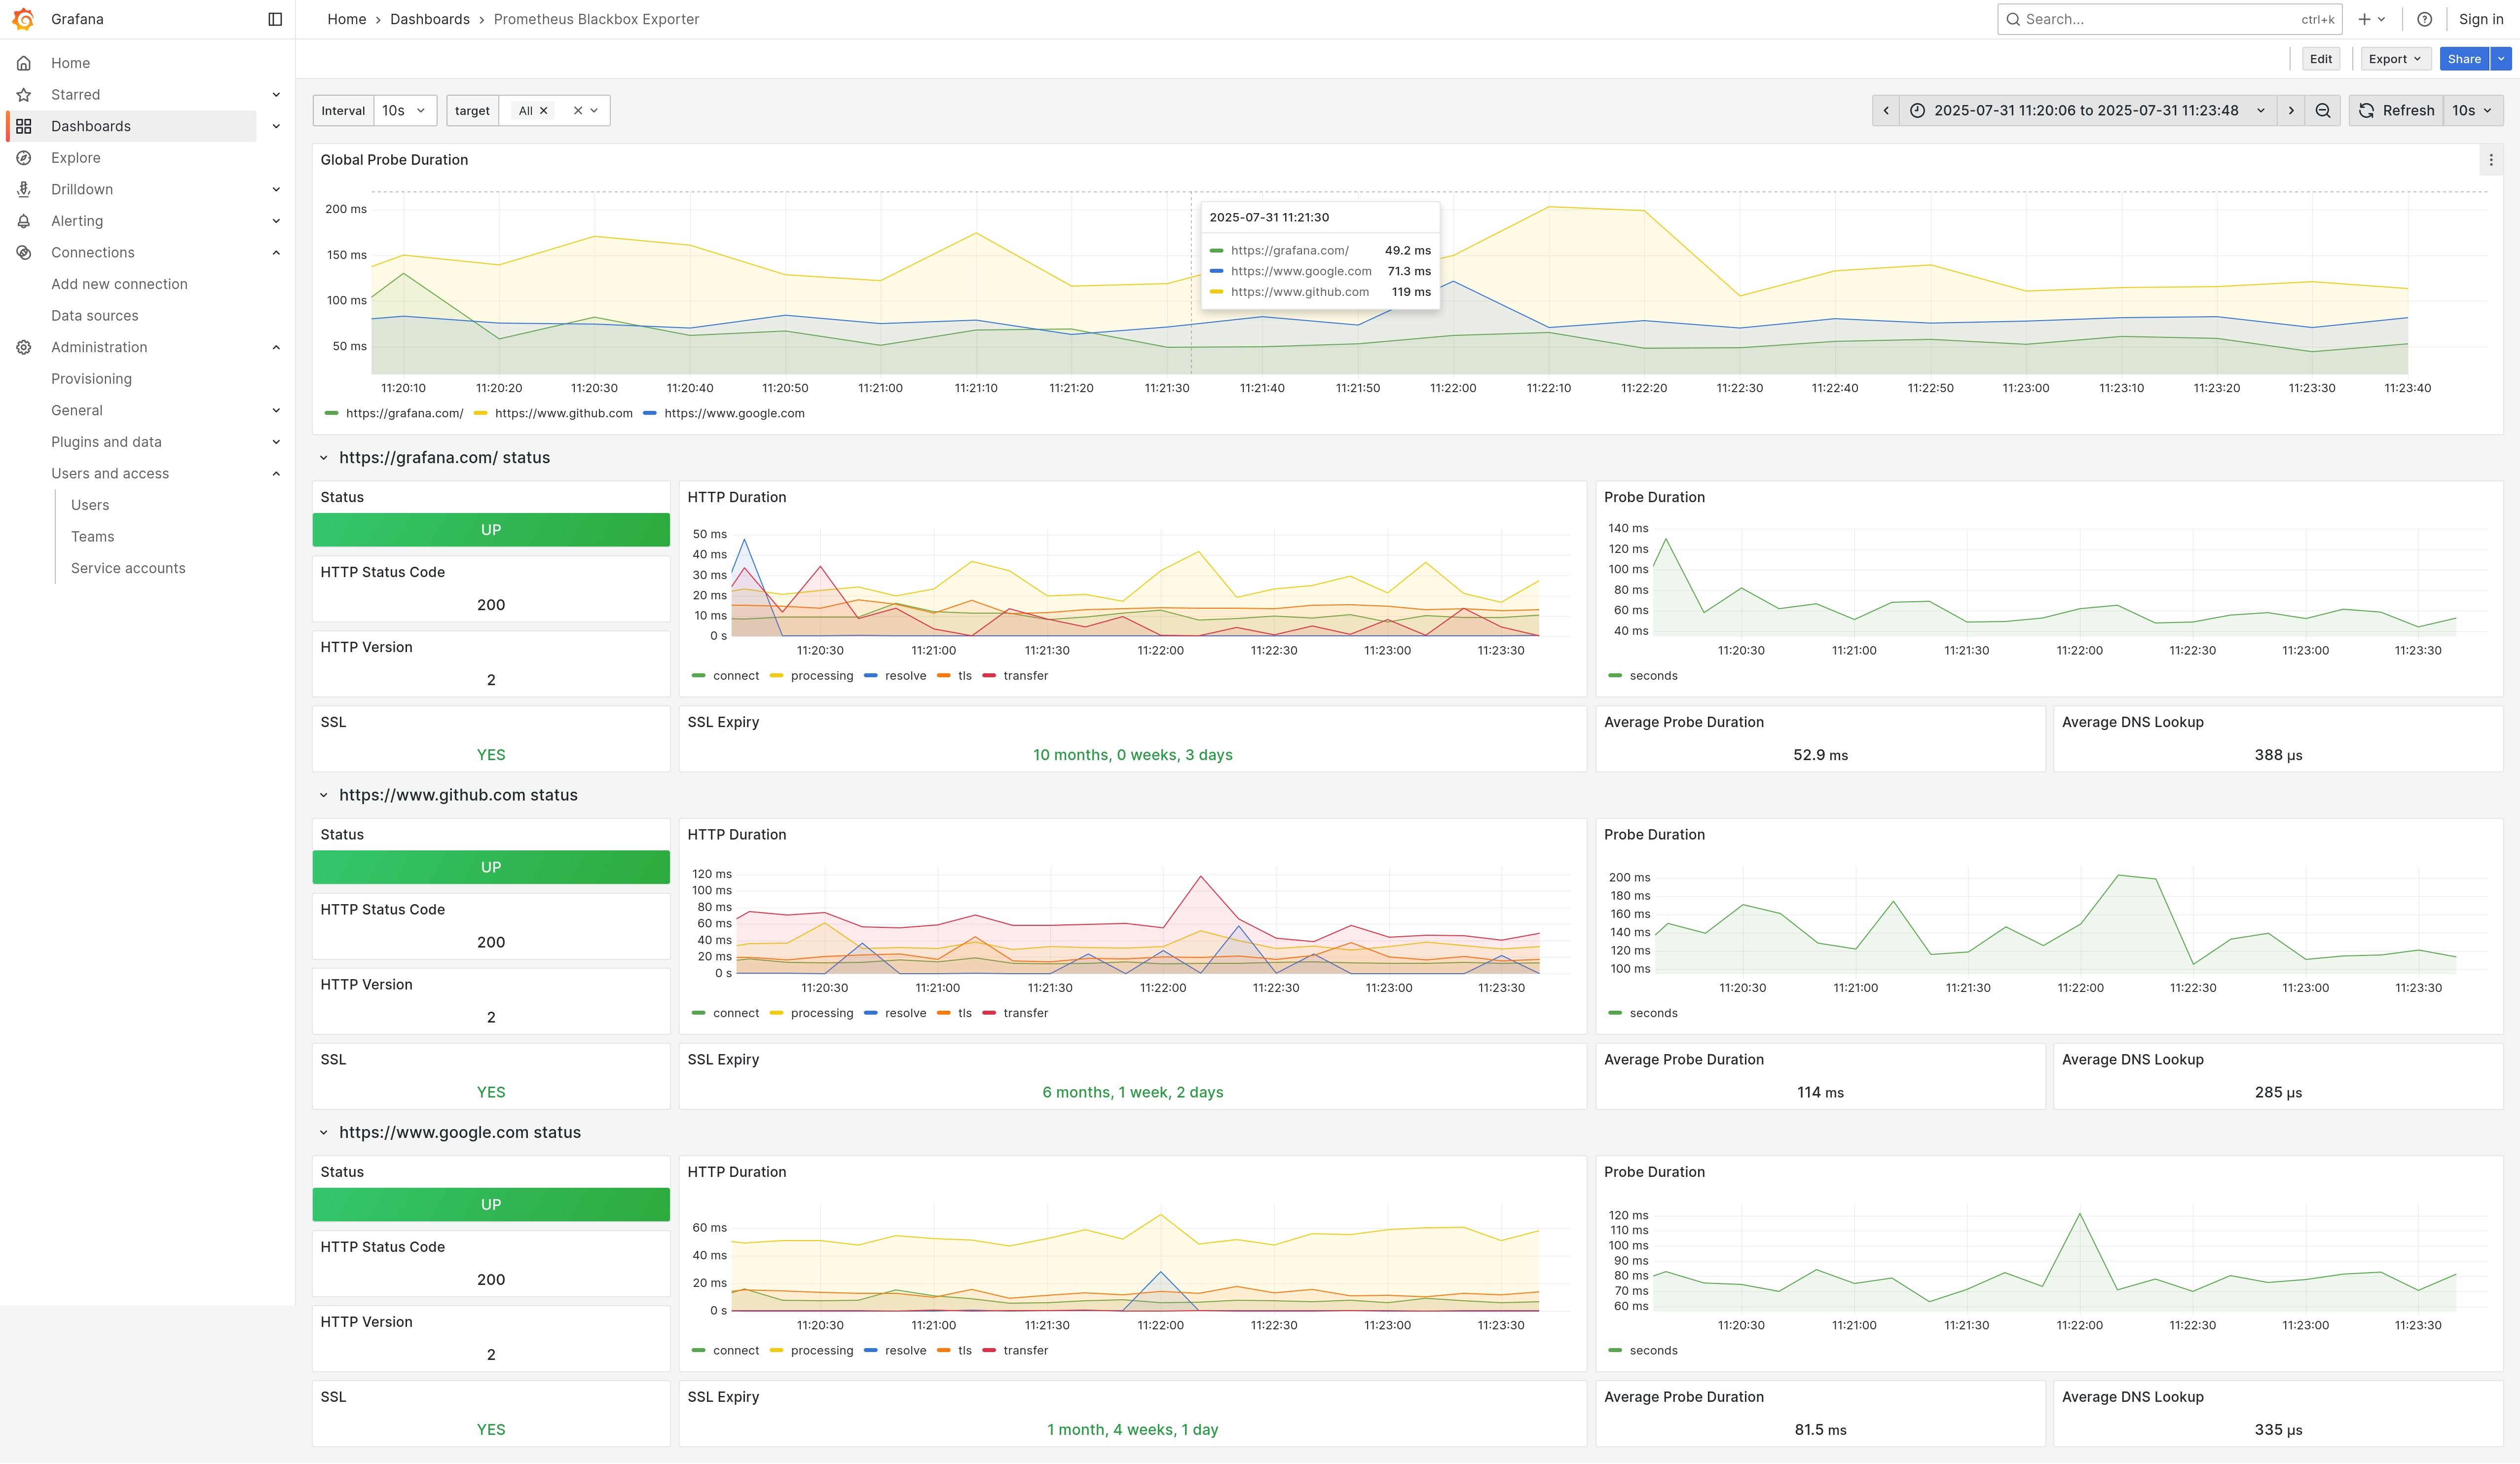 Grafana
Home › Dashboards › Prometheus Blackbox Exporter
Search... ctrl+k
Sign in
Home
Starred
Dashboards
Explore
Drilldown
Alerting
Connections
Add new connection
Data sources
Administration
Provisioning
General
Plugins and data
Users and access
Users
Teams
Service accounts
Edit Export Share
Interval 10s target All
2025-07-31 11:20:06 to 2025-07-31 11:23:48 Refresh 10s
Global Probe Duration
200 ms
150 ms
100 ms
50 ms
2025-07-31 11:21:30
https://grafana.com/ 49.2 ms
https://www.google.com 71.3 ms
https://www.github.com 119 ms
11:20:10 11:20:20 11:20:30 11:20:40 11:20:50 11:21:00 11:21:10 11:21:20 11:21:30 11:21:40 11:21:50 11:22:00 11:22:10 11:22:20 11:22:30 11:22:40 11:22:50 11:23:00 11:23:10 11:23:20 11:23:30 11:23:40
https://grafana.com/ https://www.github.com https://www.google.com
https://grafana.com/ status
Status
UP
HTTP Status Code
200
HTTP Version
2
HTTP Duration
50 ms
40 ms
30 ms
20 ms
10 ms
0 s
11:20:30 11:21:00 11:21:30 11:22:00 11:22:30 11:23:00 11:23:30
connect processing resolve tls transfer
Probe Duration
140 ms
120 ms
100 ms
80 ms
60 ms
40 ms
11:20:30 11:21:00 11:21:30 11:22:00 11:22:30 11:23:00 11:23:30
seconds
SSL
YES
SSL Expiry
10 months, 0 weeks, 3 days
Average Probe Duration
52.9 ms
Average DNS Lookup
388 µs
https://www.github.com status
Status
UP
HTTP Status Code
200
HTTP Version
2
HTTP Duration
120 ms
100 ms
80 ms
60 ms
40 ms
20 ms
0 s
11:20:30 11:21:00 11:21:30 11:22:00 11:22:30 11:23:00 11:23:30
connect processing resolve tls transfer
Probe Duration
200 ms
180 ms
160 ms
140 ms
120 ms
100 ms
11:20:30 11:21:00 11:21:30 11:22:00 11:22:30 11:23:00 11:23:30
seconds
SSL
YES
SSL Expiry
6 months, 1 week, 2 days
Average Probe Duration
114 ms
Average DNS Lookup
285 µs
https://www.google.com status
Status
UP
HTTP Status Code
200
HTTP Version
2
HTTP Duration
60 ms
40 ms
20 ms
0 s
11:20:30 11:21:00 11:21:30 11:22:00 11:22:30 11:23:00 11:23:30
connect processing resolve tls transfer
Probe Duration
120 ms
110 ms
100 ms
90 ms
80 ms
70 ms
60 ms
11:20:30 11:21:00 11:21:30 11:22:00 11:22:30 11:23:00 11:23:30
seconds
SSL
YES
SSL Expiry
1 month, 4 weeks, 1 day
Average Probe Duration
81.5 ms
Average DNS Lookup
335 µs